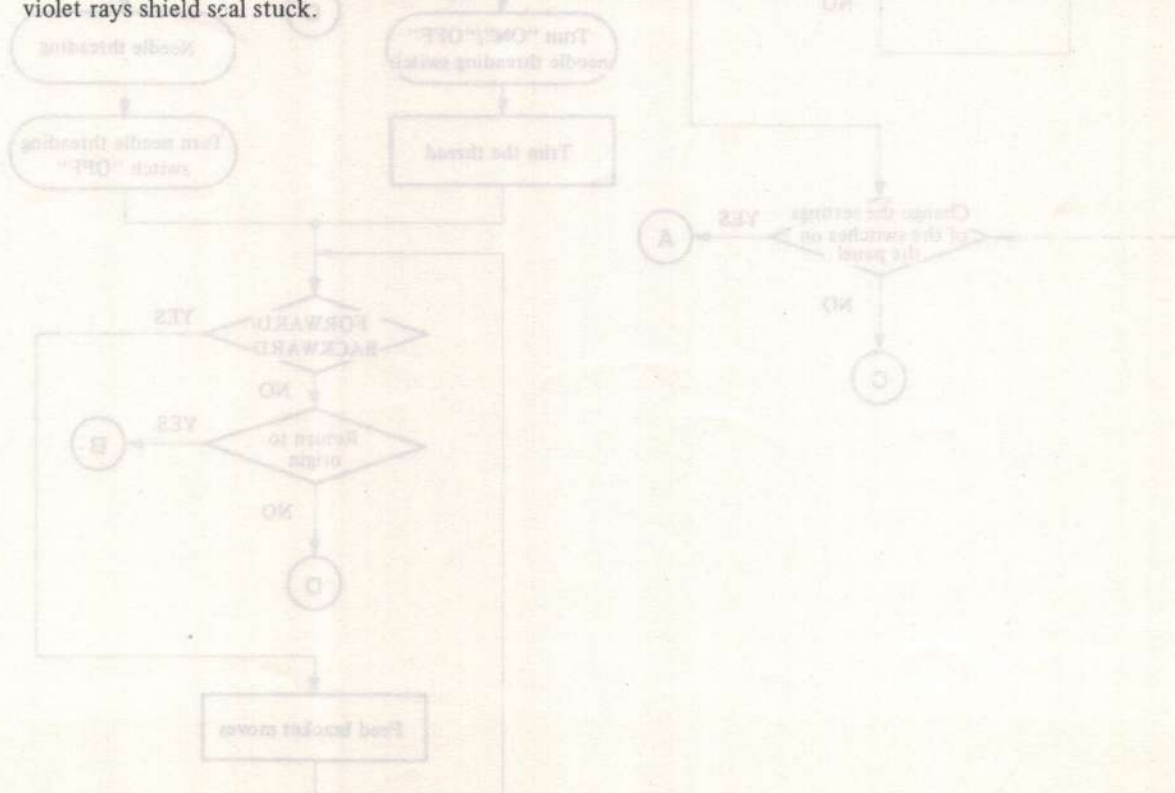 violet rays shield seal stuck.
NO
Needle threading
Turn "ON"/"OFF"
needle threading switch
Turn needle threading
switch "OFF"
Trim the thread
A
YES
Change the settings
of the switches on
the panel
NO
C
YES
FORWARD/
BACKWARD
NO
B
YES
Return to
origin
NO
D
Feed bracket moves